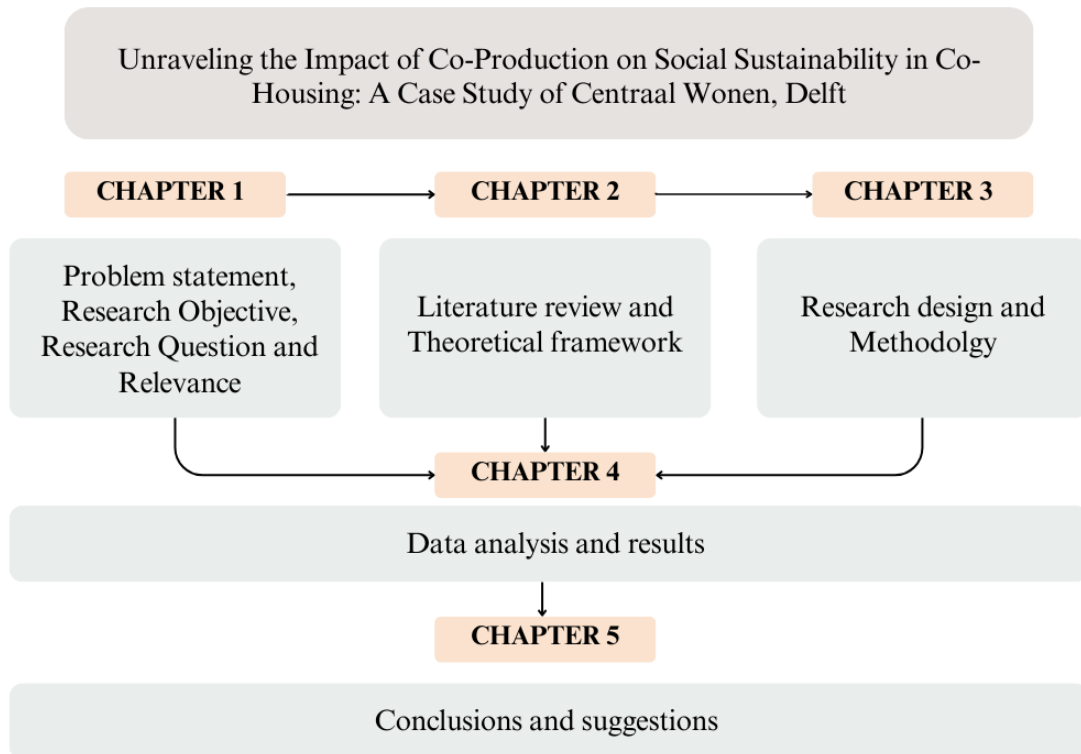 Unraveling the Impact of Co-Production on Social Sustainability in Co-
Housing: A Case Study of Centraal Wonen, Delft
CHAPTER 1
CHAPTER 2
CHAPTER 3
Problem statement,
Research Objective,
Research Question and
Relevance
Literature review and
Theoretical framework
Research design and
Methodolgy
CHAPTER 4
Data analysis and results
CHAPTER 5
Conclusions and suggestions